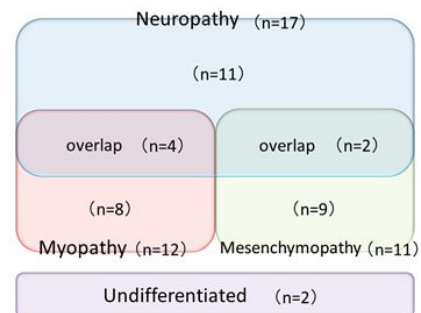 Neuropathy (n=17)
(n=11)
overlap (n=4) overlap (n=2)
(n=8) (n=9)
Myopathy (n=12) Mesenchymopathy (n=11)
Undifferentiated (n=2)